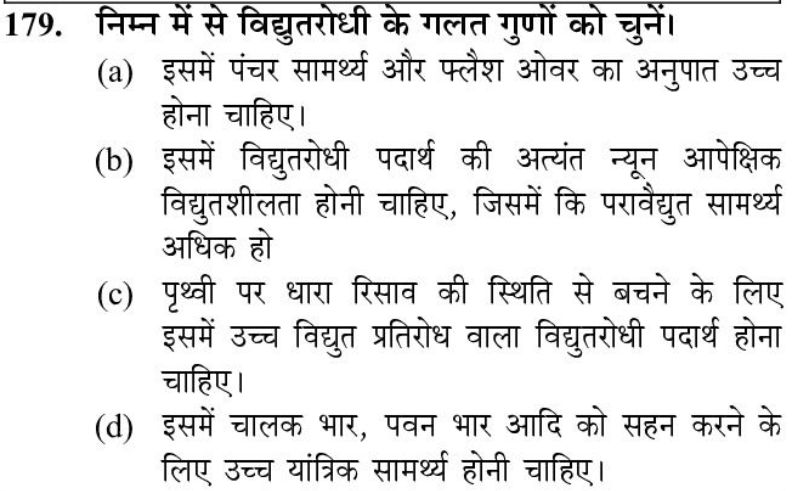 179. निम्न में से विद्युतरोधी के गलत गुणों को चुनें।
(a) इसमें पंचर सामर्थ्य और फ्लैश ओवर का अनुपात उच्च
होना चाहिए।
(b) इसमें विद्युतरोधी पदार्थ की अत्यंत न्यून आपेक्षिक
विद्युतशीलता होनी चाहिए, जिसमें कि परावैद्युत सामर्थ्य
अधिक हो
(c) पृथ्वी पर धारा रिसाव की स्थिति से बचने के लिए
इसमें उच्च विद्युत प्रतिरोध वाला विद्युतरोधी पदार्थ होना
चाहिए।
(d) इसमें चालक भार, पवन भार आदि को सहन करने के
लिए उच्च यांत्रिक सामर्थ्य होनी चाहिए।